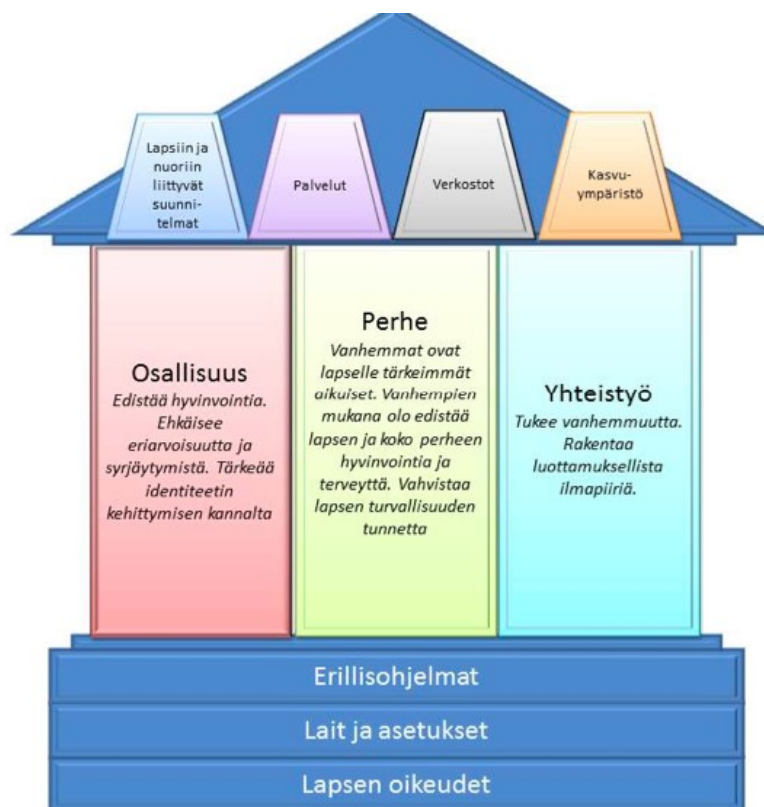 Lapsiin ja
nuoriin
liittyvät
suunni-
telmat
Palvelut
Verkostot
Kasvu-
ympäristö
Osallisuus
Edistää hyvinvointia.
Ehkäisee
eriarvoisuutta ja
syrjäytymistä. Tärkeää
identiteetin
kehittymisen kannalta
Perhe
Vanhemmat ovat
lapselle tärkeimmät
aikuiset. Vanhempien
mukana olo edistää
lapsen ja koko perheen
hyvinvointia ja
terveyttä. Vahvistaa
lapsen turvallisuuden
tunnetta
Yhteistyö
Tukee vanhemmuutta.
Rakentaa
luottamuksellista
ilmapiiriä.
Erillisohjelmat
Lait ja asetukset
Lapsen oikeudet